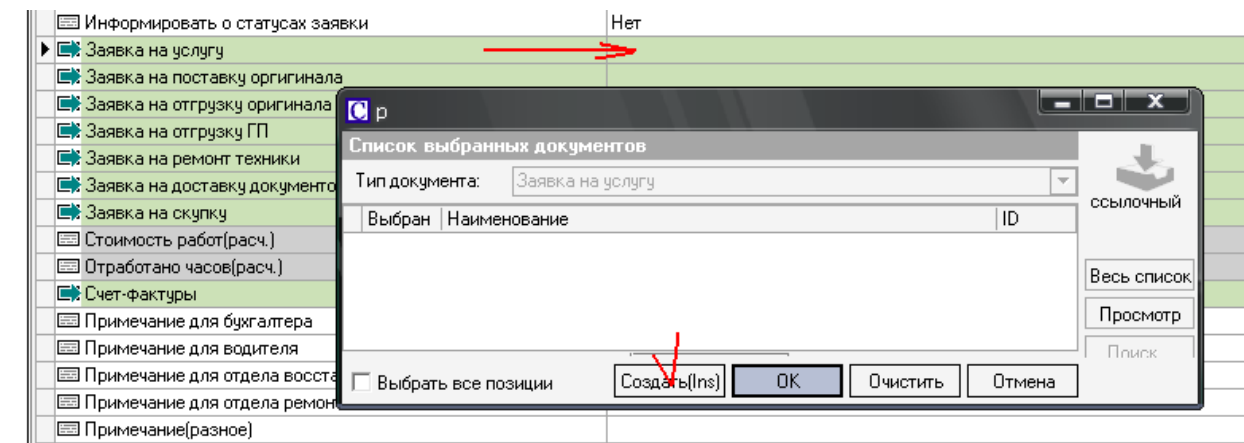 Информировать о статусах заявки Нет
Заявка на услугу
Заявка на поставку оргигинала
Заявка на отгрузку оригинала
Заявка на отгрузку ГП
Заявка на ремонт техники
Заявка на доставку документо
Заявка на скупку
Стоимость работ(расч.)
Отработано часов(расч.)
Счет-фактуры
Примечание для бухгалтера
Примечание для водителя
Примечание для отдела восста
Примечание для отдела ремон
Примечание(разное)
р
Список выбранных документов
Тип документа: Заявка на услугу
Выбран Наименование ID
ссылочный
Весь список
Просмотр
Поиск
Выбрать все позиции Создать(Ins) OK Очистить Отмена